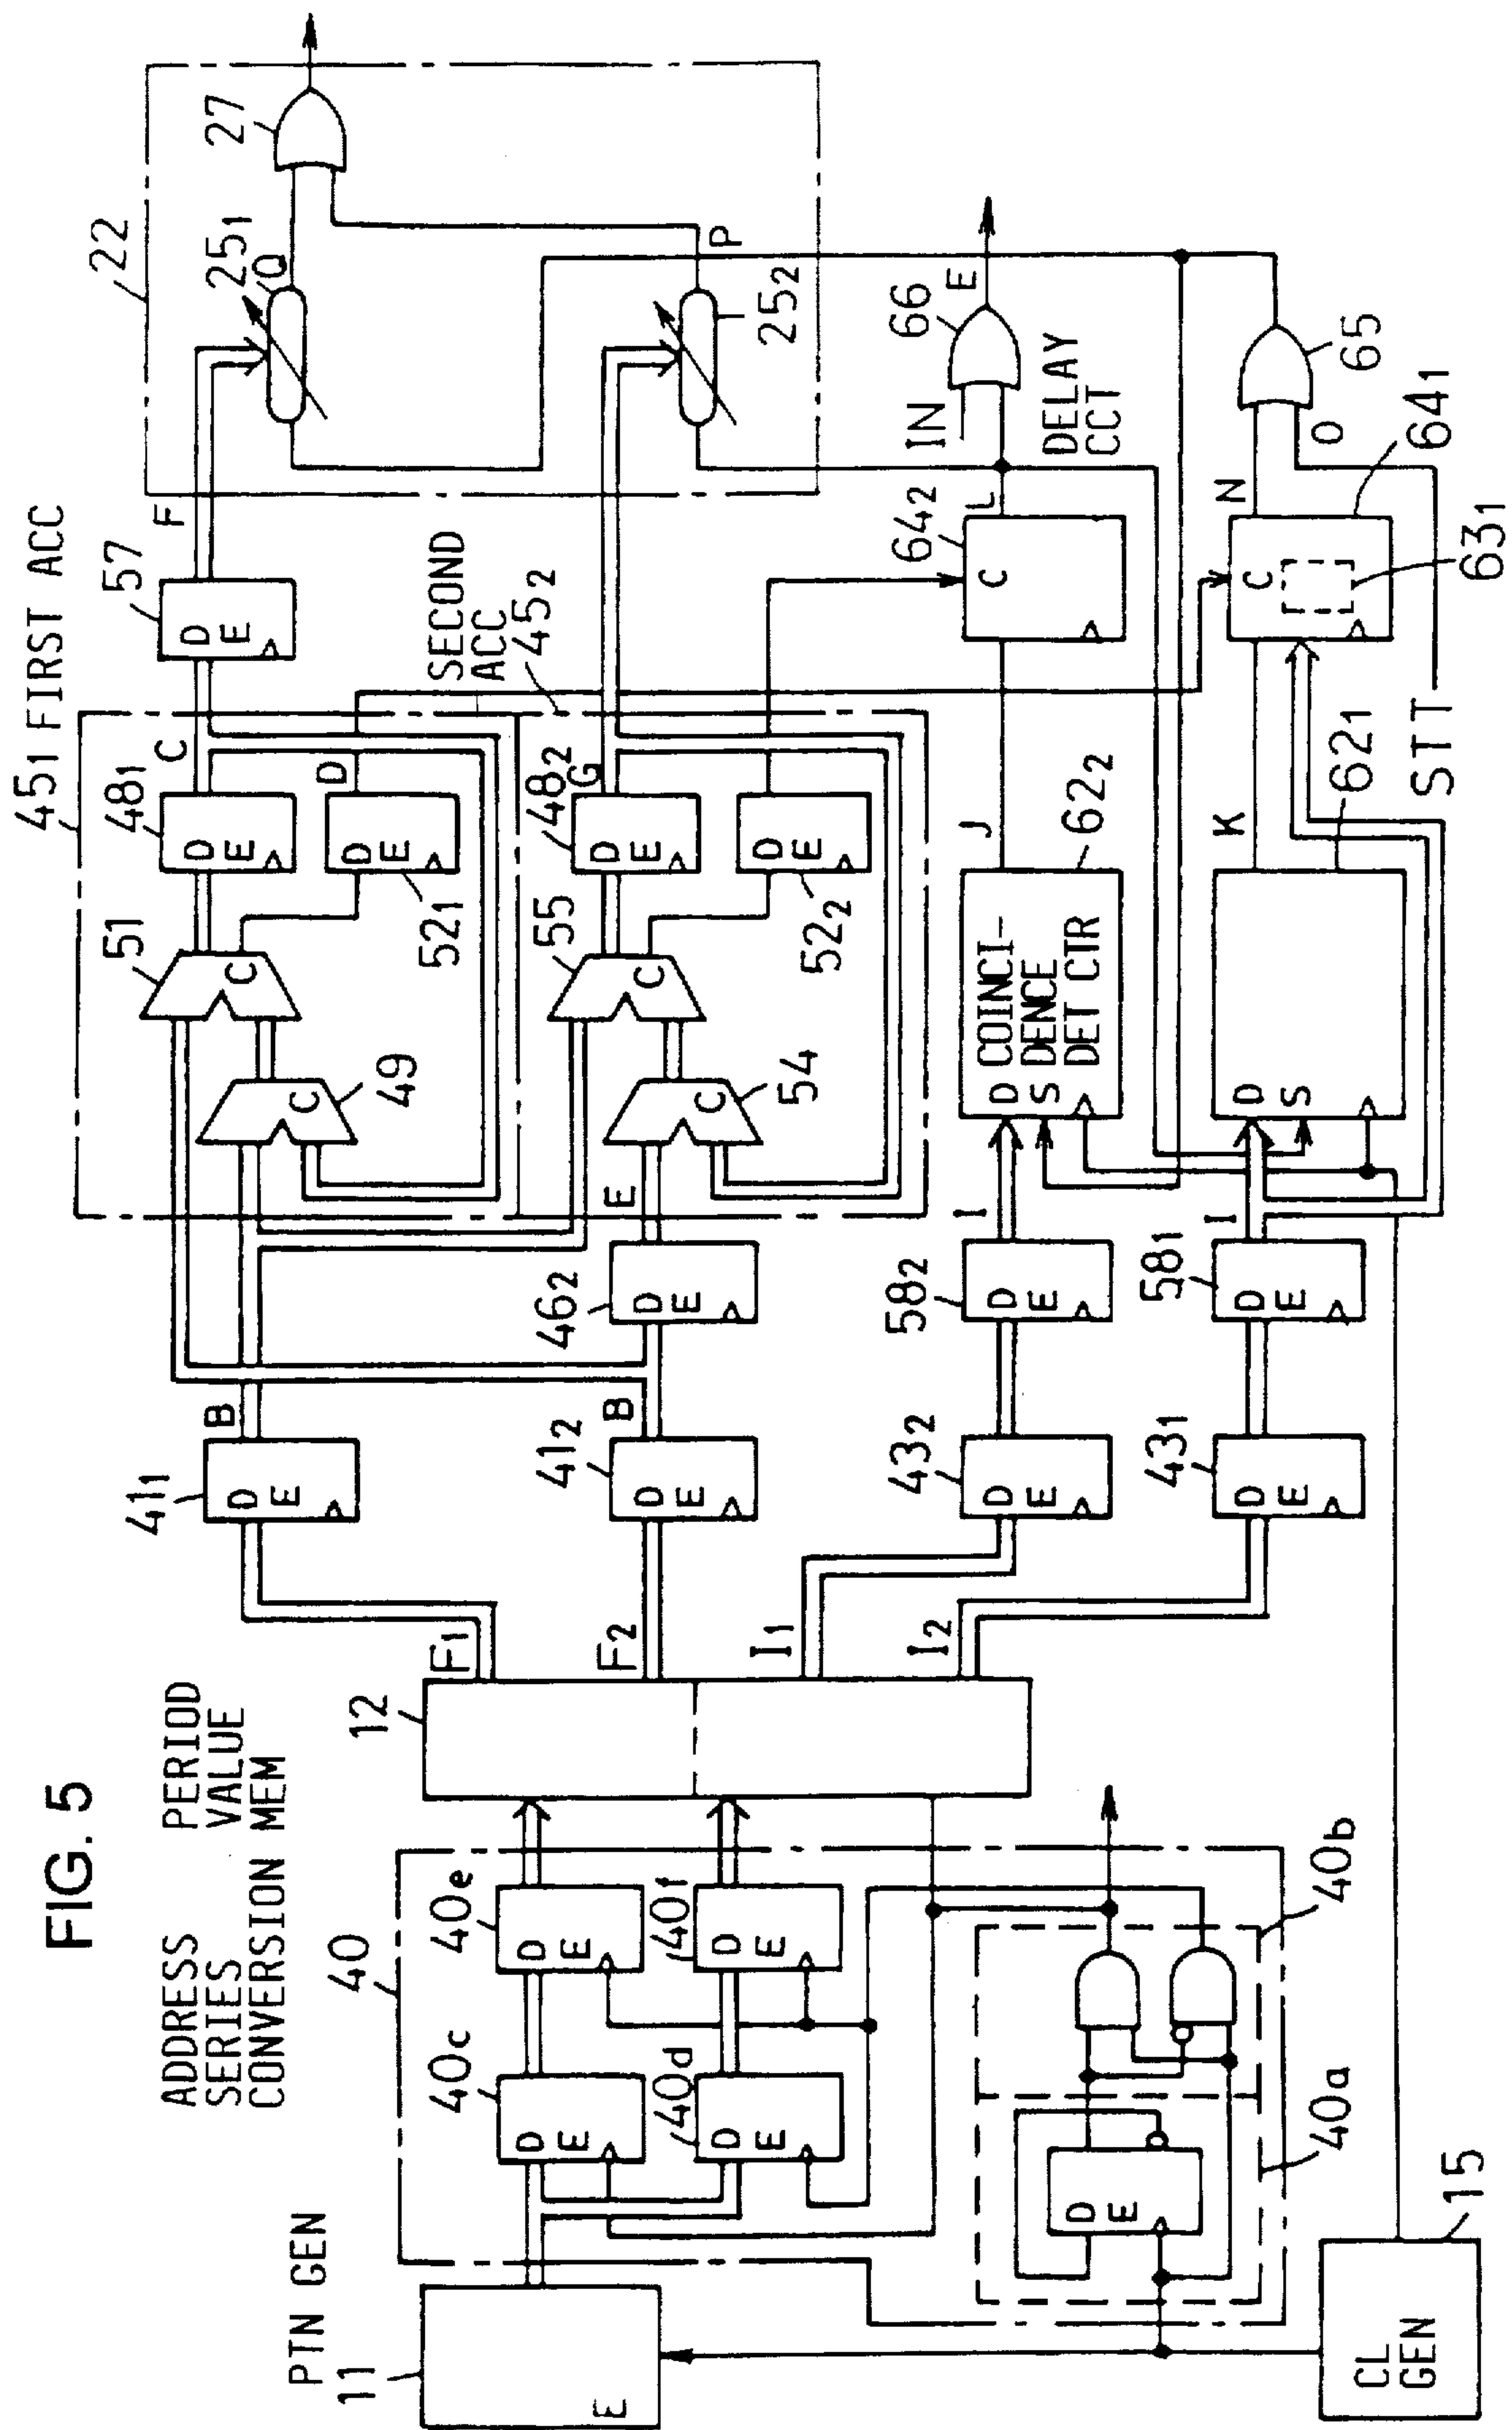 FIG. 5
ADDRESS
SERIES
CONVERSION
PERIOD
VALUE
MEM
PTN GEN
11
E
40
40c
D
E
40e
D
E
40d
D
E
40f
D
E
40a
D
E
40b
CL
GEN
15
12
F1
F2
I1
I2
411
D
E
B
412
D
E
B
432
D
E
431
D
E
462
D
E
E
582
D
E
I
581
D
E
I
451 FIRST ACC
49
C
51
C
481
D
E
C
521
D
E
D
SECOND
ACC
452
54
C
55
C
482
D
E
G
522
D
E
57
D
E
F
22
251
Q
252
P
27
D
S
COINCI-
DENCE
DET CTR
622
J
D
S
621
K
642
C
L
DELAY
CCT
IN
66
E
641
C
631
N
O
65
STT